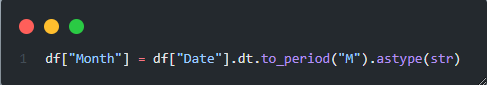 1 df["Month"] = df["Date"].dt.to_period("M").astype(str)